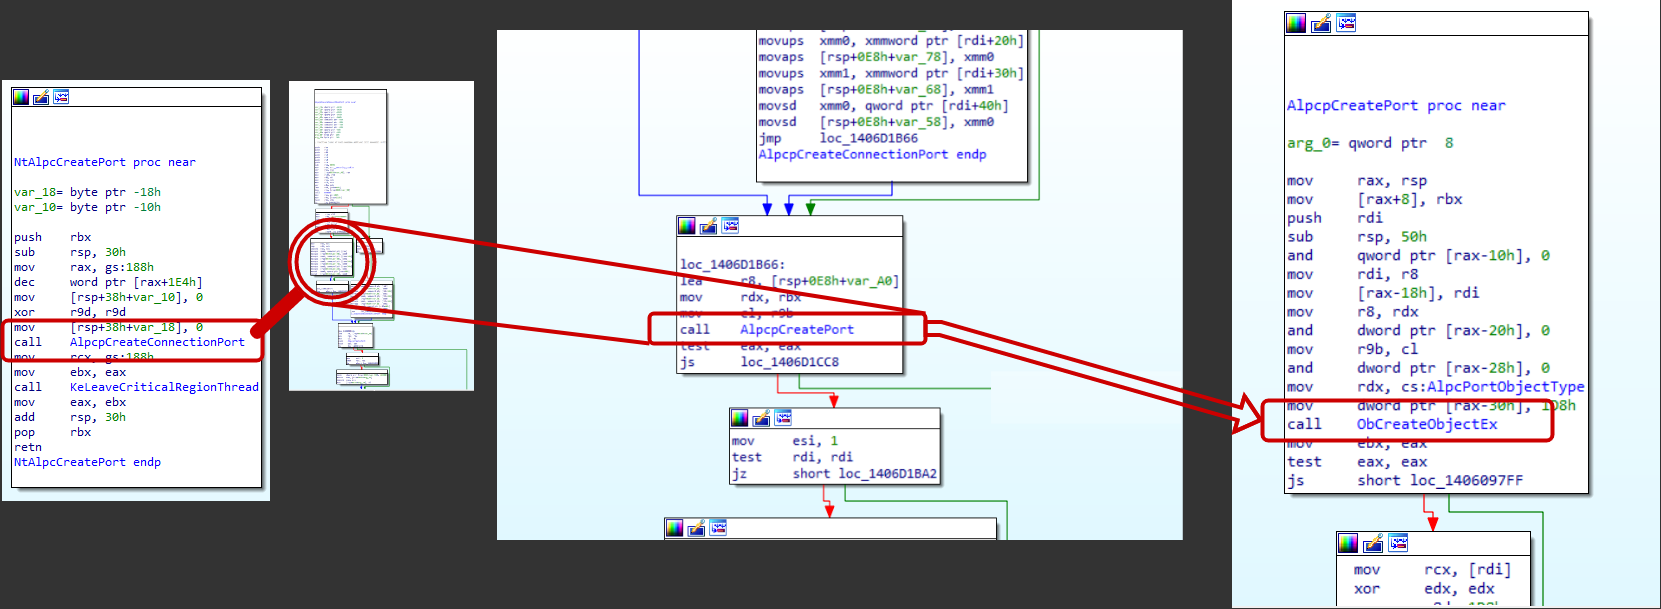 NtAlpcCreatePort proc near
var_18= byte ptr -18h
var_10= byte ptr -10h
push rbx
sub rsp, 30h
mov rax, gs:188h
dec word ptr [rax+1E4h]
mov [rsp+38h+var_10], 0
xor r9d, r9d
mov [rsp+38h+var_18], 0
call AlpcpCreateConnectionPort
mov rcx, gs:188h
mov ebx, eax
call KeLeaveCriticalRegionThread
mov eax, ebx
add rsp, 30h
pop rbx
retn
NtAlpcCreatePort endp
movups xmm0, xmmword ptr [rdi+20h]
movaps [rsp+0E8h+var_78], xmm0
movups xmm1, xmmword ptr [rdi+30h]
movaps [rsp+0E8h+var_68], xmm1
movsd xmm0, qword ptr [rdi+40h]
movsd [rsp+0E8h+var_58], xmm0
jmp loc_1406D1B66
AlpcpCreateConnectionPort endp
loc_1406D1B66:
lea r8, [rsp+0E8h+var_A0]
mov rdx, rbx
mov cl, r9b
call AlpcpCreatePort
test eax, eax
js loc_1406D1CC8
mov esi, 1
test rdi, rdi
jz short loc_1406D1BA2
AlpcpCreatePort proc near
arg_0= qword ptr 8
mov rax, rsp
mov [rax+8], rbx
push rdi
sub rsp, 50h
and qword ptr [rax-10h], 0
mov rdi, r8
mov [rax-18h], rdi
mov r8, rdx
and dword ptr [rax-20h], 0
mov r9b, cl
and dword ptr [rax-28h], 0
mov rdx, cs:AlpcPortObjectType
mov dword ptr [rax-30h], 1D8h
call ObCreateObjectEx
mov ebx, eax
test eax, eax
js short loc_1406097FF
mov rcx, [rdi]
xor edx, edx